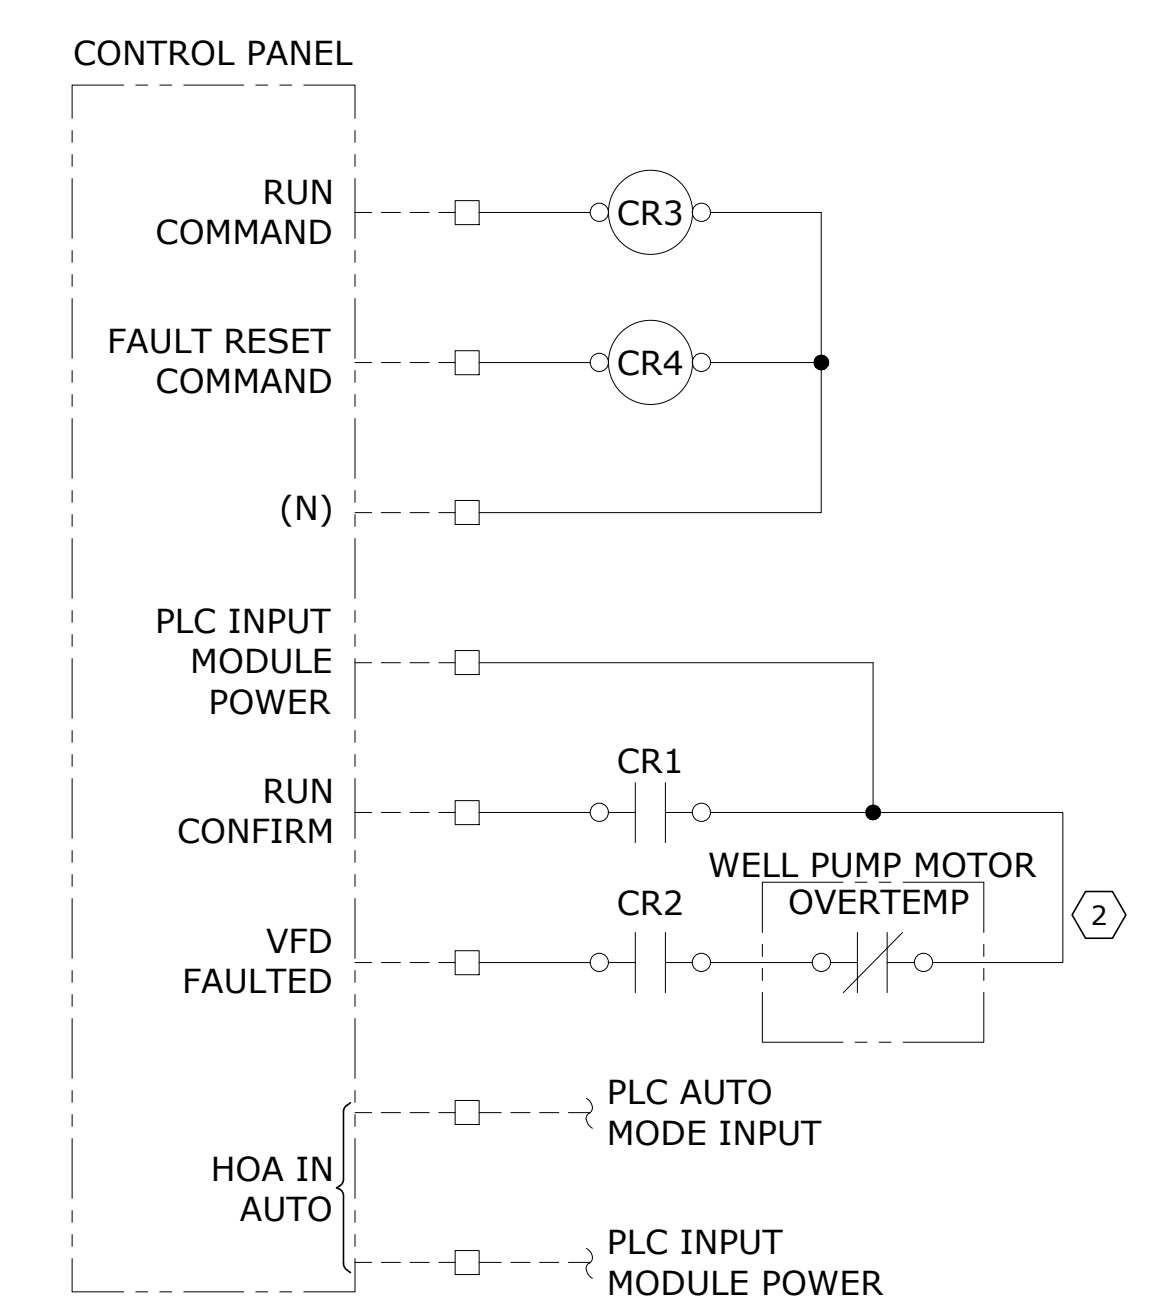 CONTROL PANEL
RUN
COMMAND
CR3
FAULT RESET
COMMAND
CR4
(N)
PLC INPUT
MODULE
POWER
CR1
RUN
CONFIRM
WELL PUMP MOTOR
OVERTEMP
CR2
2
VFD
FAULTED
PLC AUTO
MODE INPUT
HOA IN
AUTO
PLC INPUT
MODULE POWER